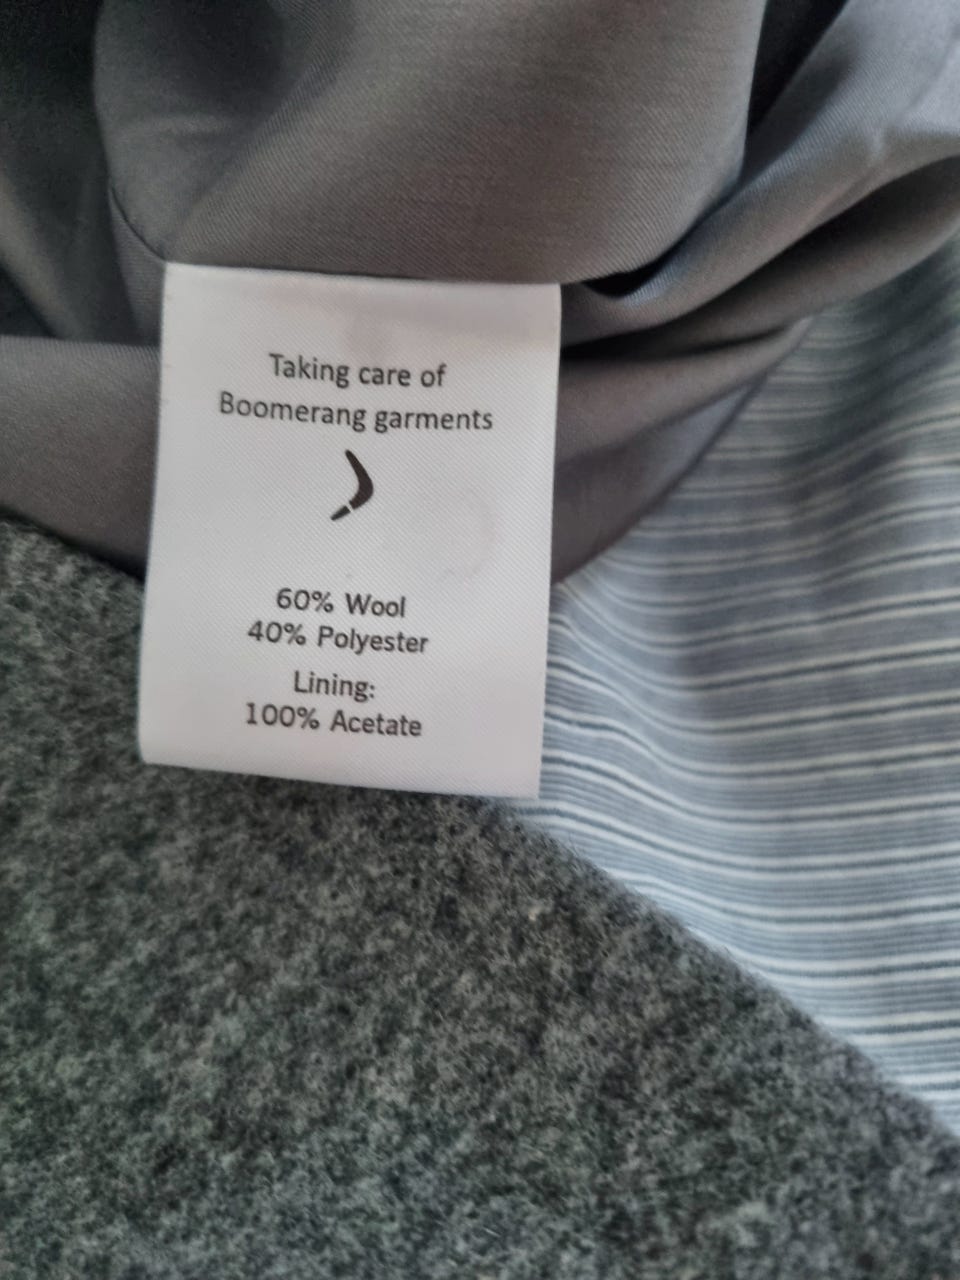 Taking care of
Boomerang garments
60% Wool
40% Polyester
Lining:
100% Acetate